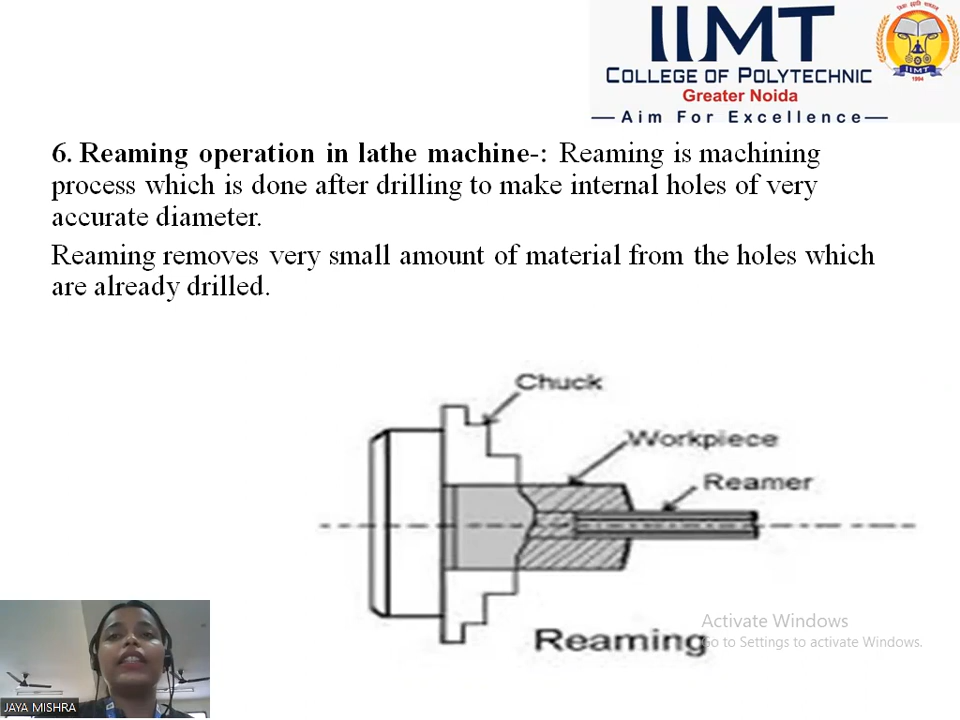 IIMT
COLLEGE OF POLYTECHNIC
Greater Noida
Aim For Excellence
IIMT
1994
6. Reaming operation in lathe machine-: Reaming is machining
process which is done after drilling to make internal holes of very
accurate diameter.
Reaming removes very small amount of material from the holes which
are already drilled.
Chuck
Workpiece
Reamer
Reaming
Activate Windows
Go to Settings to activate Windows.
JAYA MISHRA